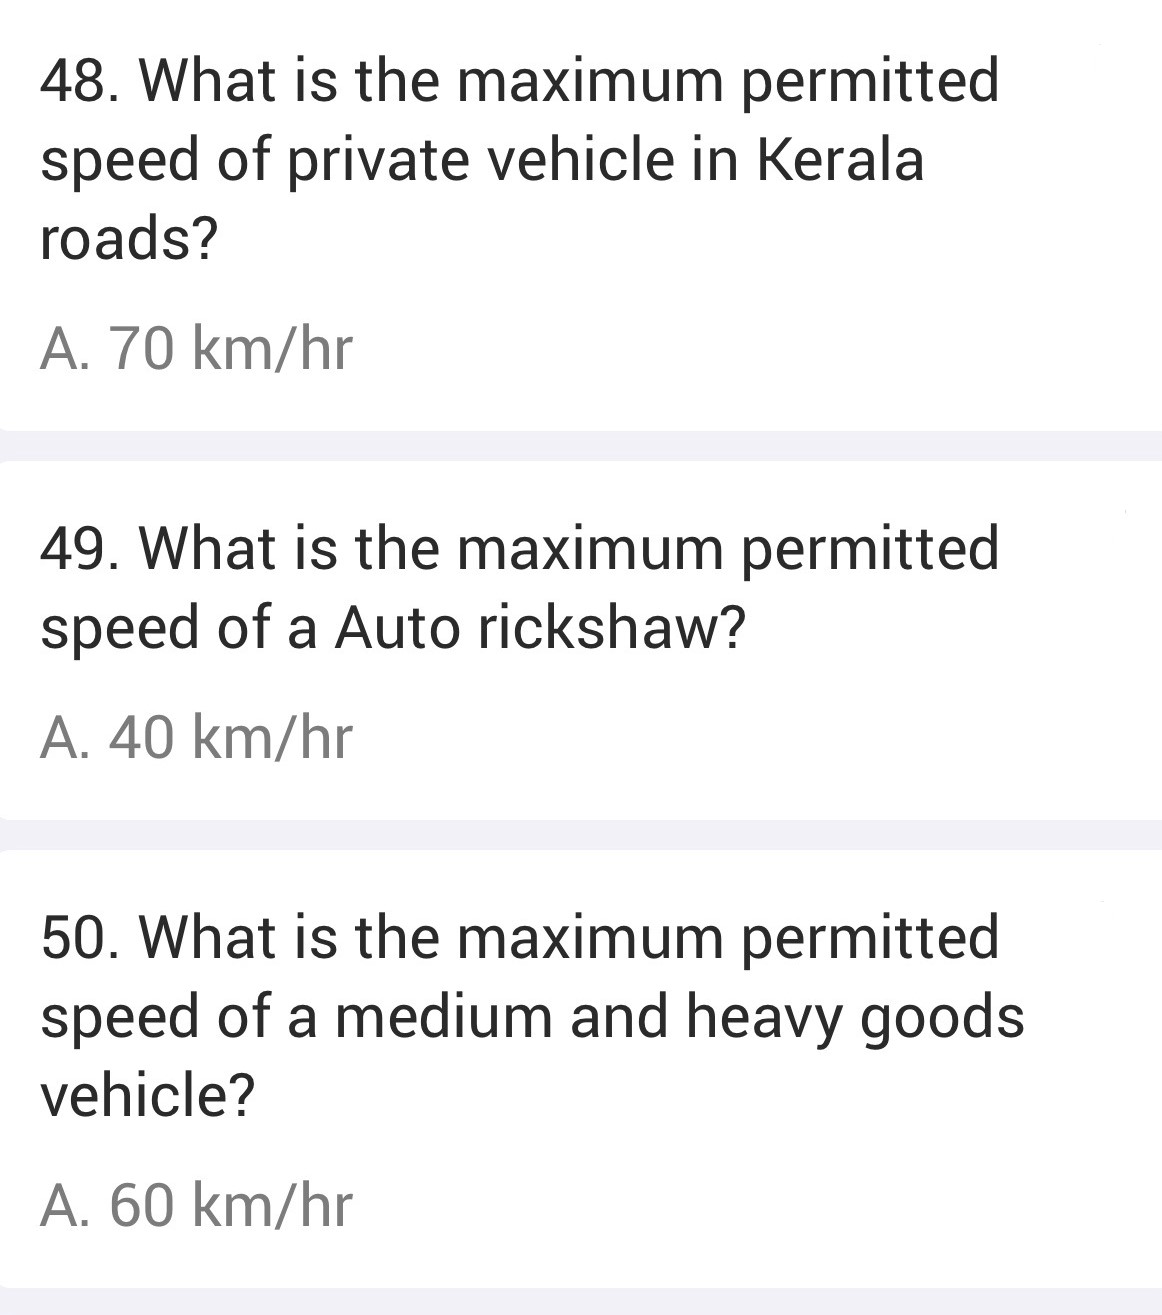 48. What is the maximum permitted
speed of private vehicle in Kerala
roads?
A. 70 km/hr
49. What is the maximum permitted
speed of a Auto rickshaw?
A. 40 km/hr
50. What is the maximum permitted
speed of a medium and heavy goods
vehicle?
A. 60 km/hr